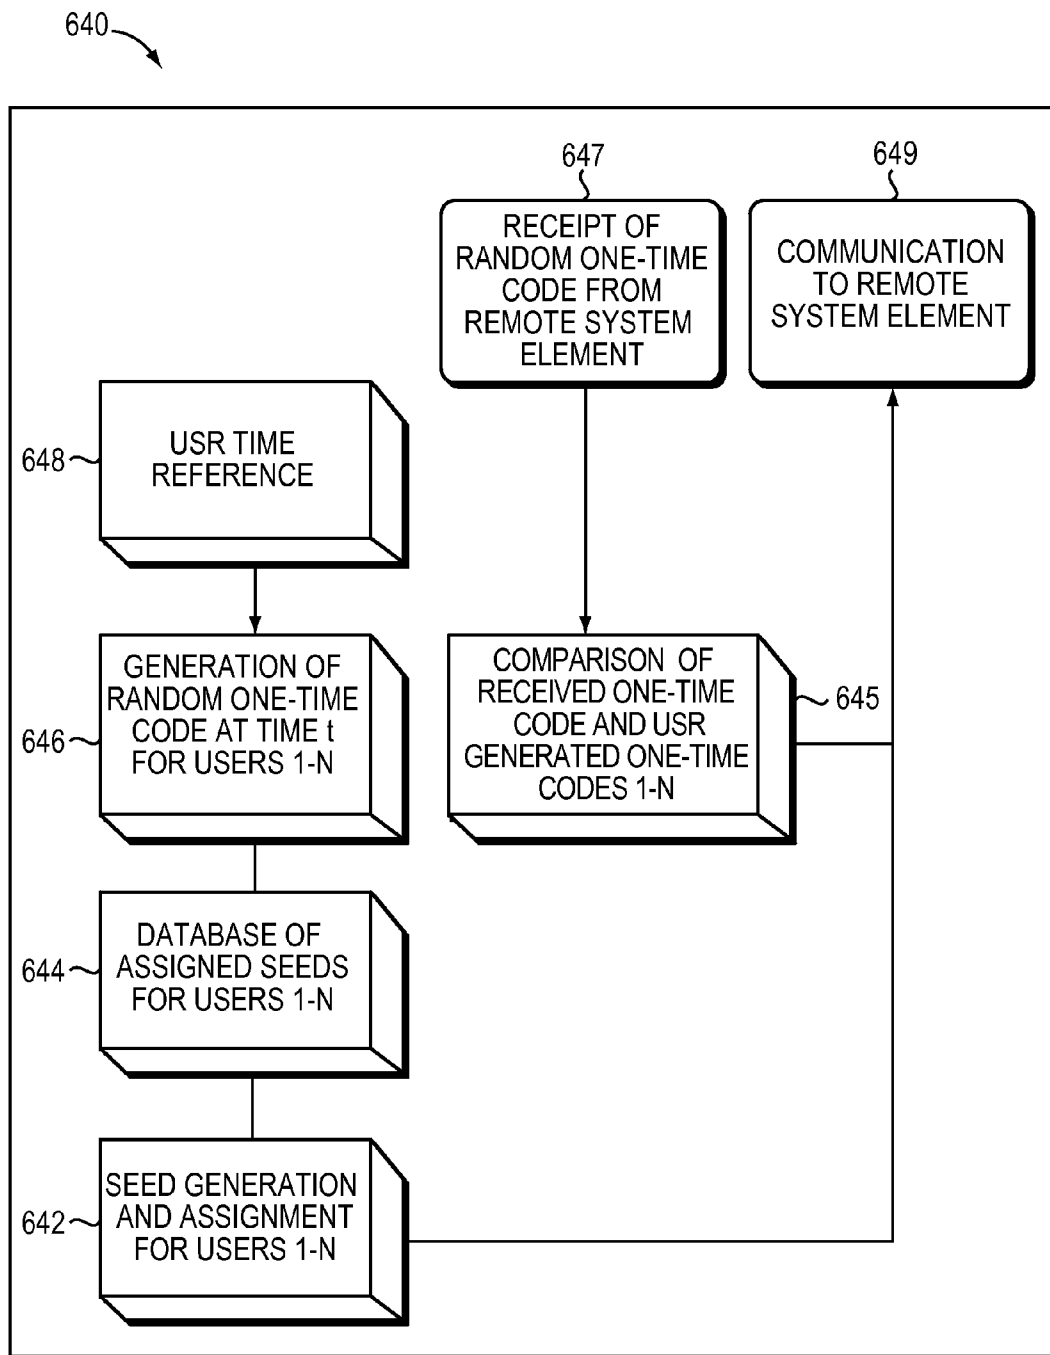 640
647
649
RECEIPT OF
RANDOM ONE-TIME
CODE FROM
REMOTE SYSTEM
ELEMENT
COMMUNICATION
TO REMOTE
SYSTEM ELEMENT
648
USR TIME
REFERENCE
646
GENERATION OF
RANDOM ONE-TIME
CODE AT TIME t
FOR USERS 1-N
COMPARISON OF
RECEIVED ONE-TIME
CODE AND USR
GENERATED ONE-TIME
CODES 1-N
645
644
DATABASE OF
ASSIGNED SEEDS
FOR USERS 1-N
642
SEED GENERATION
AND ASSIGNMENT
FOR USERS 1-N